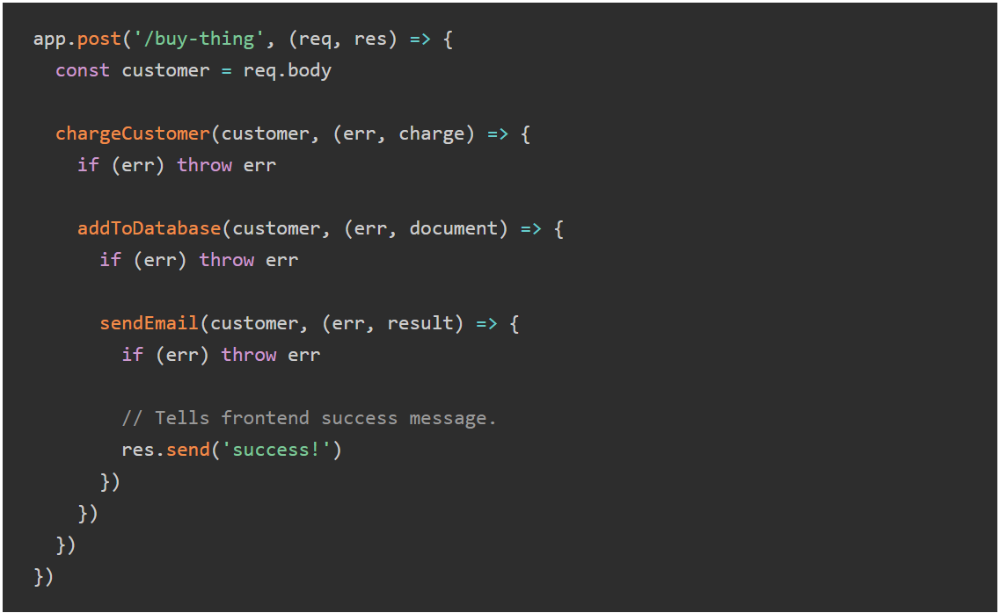 app.post('/buy-thing', (req, res) => {
  const customer = req.body

  chargeCustomer(customer, (err, charge) => {
    if (err) throw err

    addToDatabase(customer, (err, document) => {
      if (err) throw err

      sendEmail(customer, (err, result) => {
        if (err) throw err

        // Tells frontend success message.
        res.send('success!')
      })
    })
  })
})